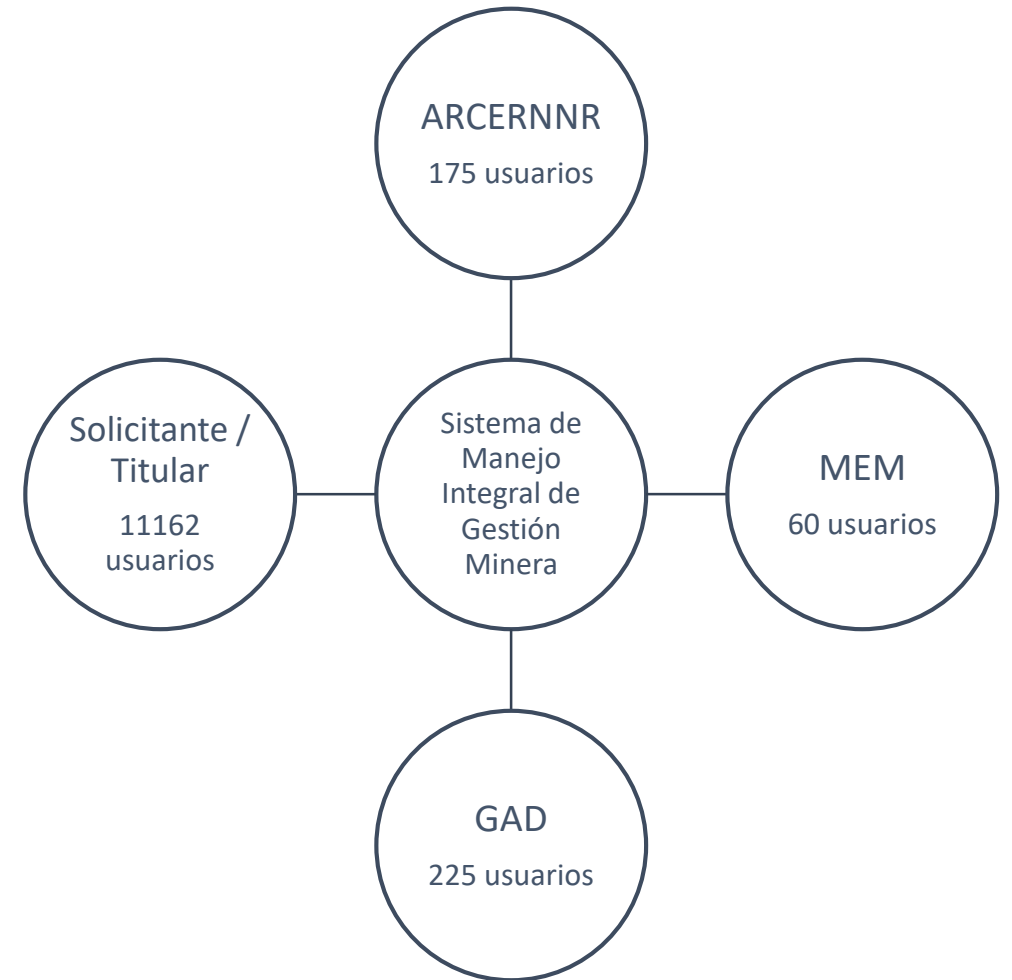 ARCERNNR
175 usuarios
Solicitante /
Titular
11162
usuarios
Sistema de
Manejo
Integral de
Gestión
Minera
MEM
60 usuarios
GAD
225 usuarios